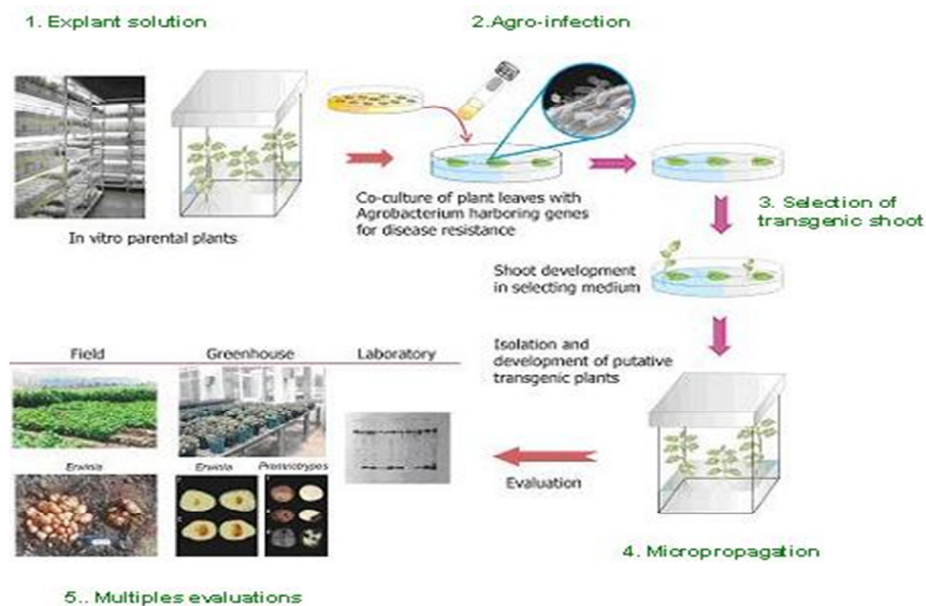 1. Explant solution
2.Agro-infection
In vitro parental plants
Co-culture of plant leaves with
Agrobacterium harboring genes
for disease resistance
3. Selection of
transgenic shoot
Shoot development
in selecting medium
Isolation and
development of putative
transgenic plants
Field
Greenhouse
Laboratory
Erwinia
Erwinia
Evaluation
4. Micropropagation
5.. Multiples evaluations